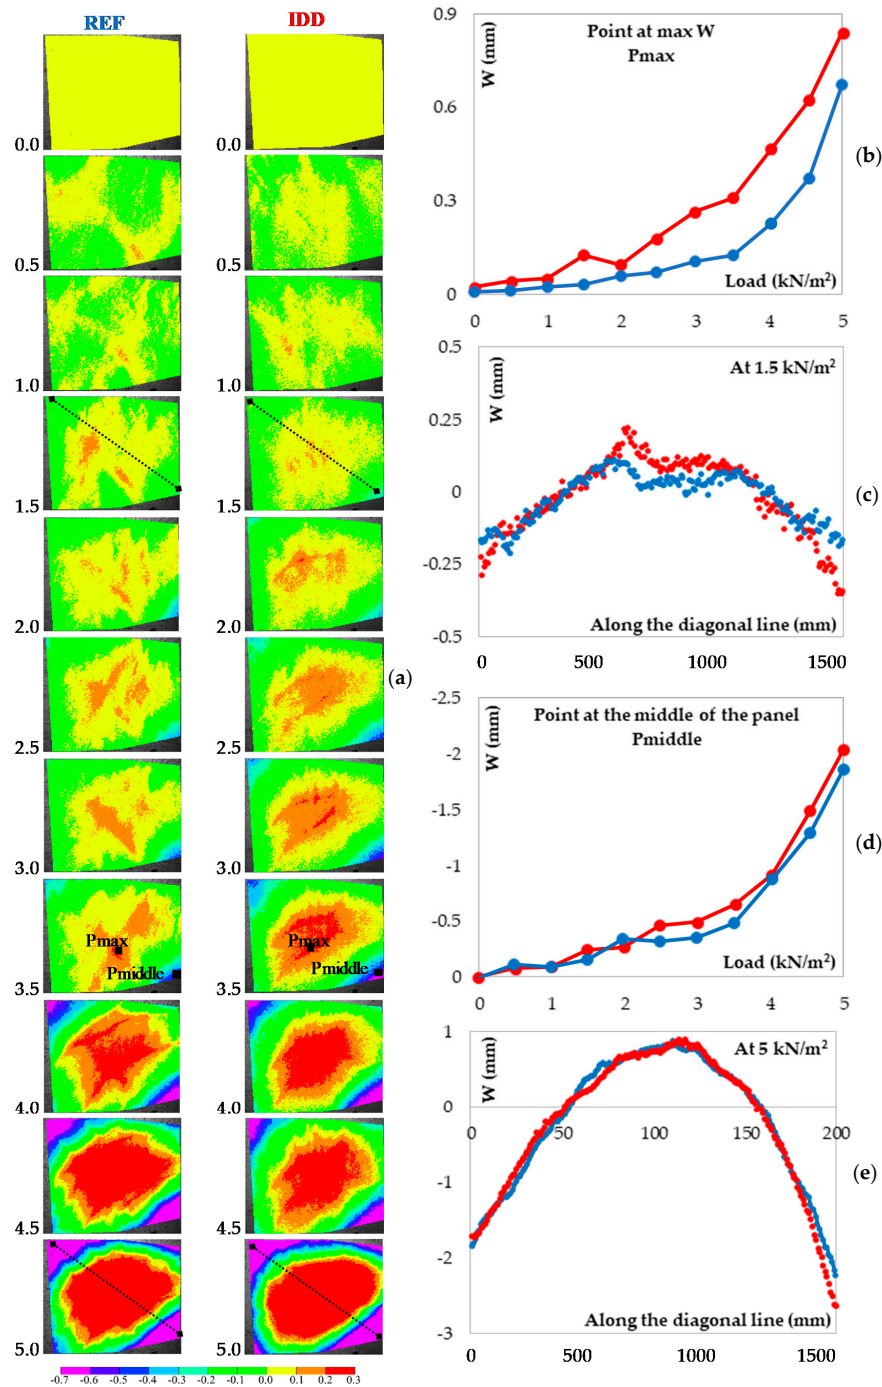 REF
IDD
0.0
0.0
0.5
0.5
1.0
1.0
1.5
1.5
2.0
2.0
2.5
2.5
3.0
3.0
Pmax
Pmiddle
3.5
Pmax
Pmiddle
3.5
4.0
4.0
4.5
4.5
5.0
5.0
-0.7 -0.6 -0.5 -0.4 -0.3 -0.2 -0.1 0.0 0.1 0.2 0.3
(a)
Point at max W
Pmax
W (mm)
0.9
0.6
0.3
0
Load (kN/m²)
0 1 2 3 4 5
(b)
At 1.5 kN/m²
W (mm)
0.5
0.25
0
-0.25
-0.5
Along the diagonal line (mm)
0 500 1000 1500
(c)
Point at the middle of the panel
Pmiddle
W (mm)
-2.5
-2
-1.5
-1
-0.5
0
Load (kN/m²)
0 1 2 3 4 5
(d)
At 5 kN/m²
W (mm)
1
0
-1
-2
-3
0 50 100 150 200
Along the diagonal line (mm)
0 500 1000 1500
(e)